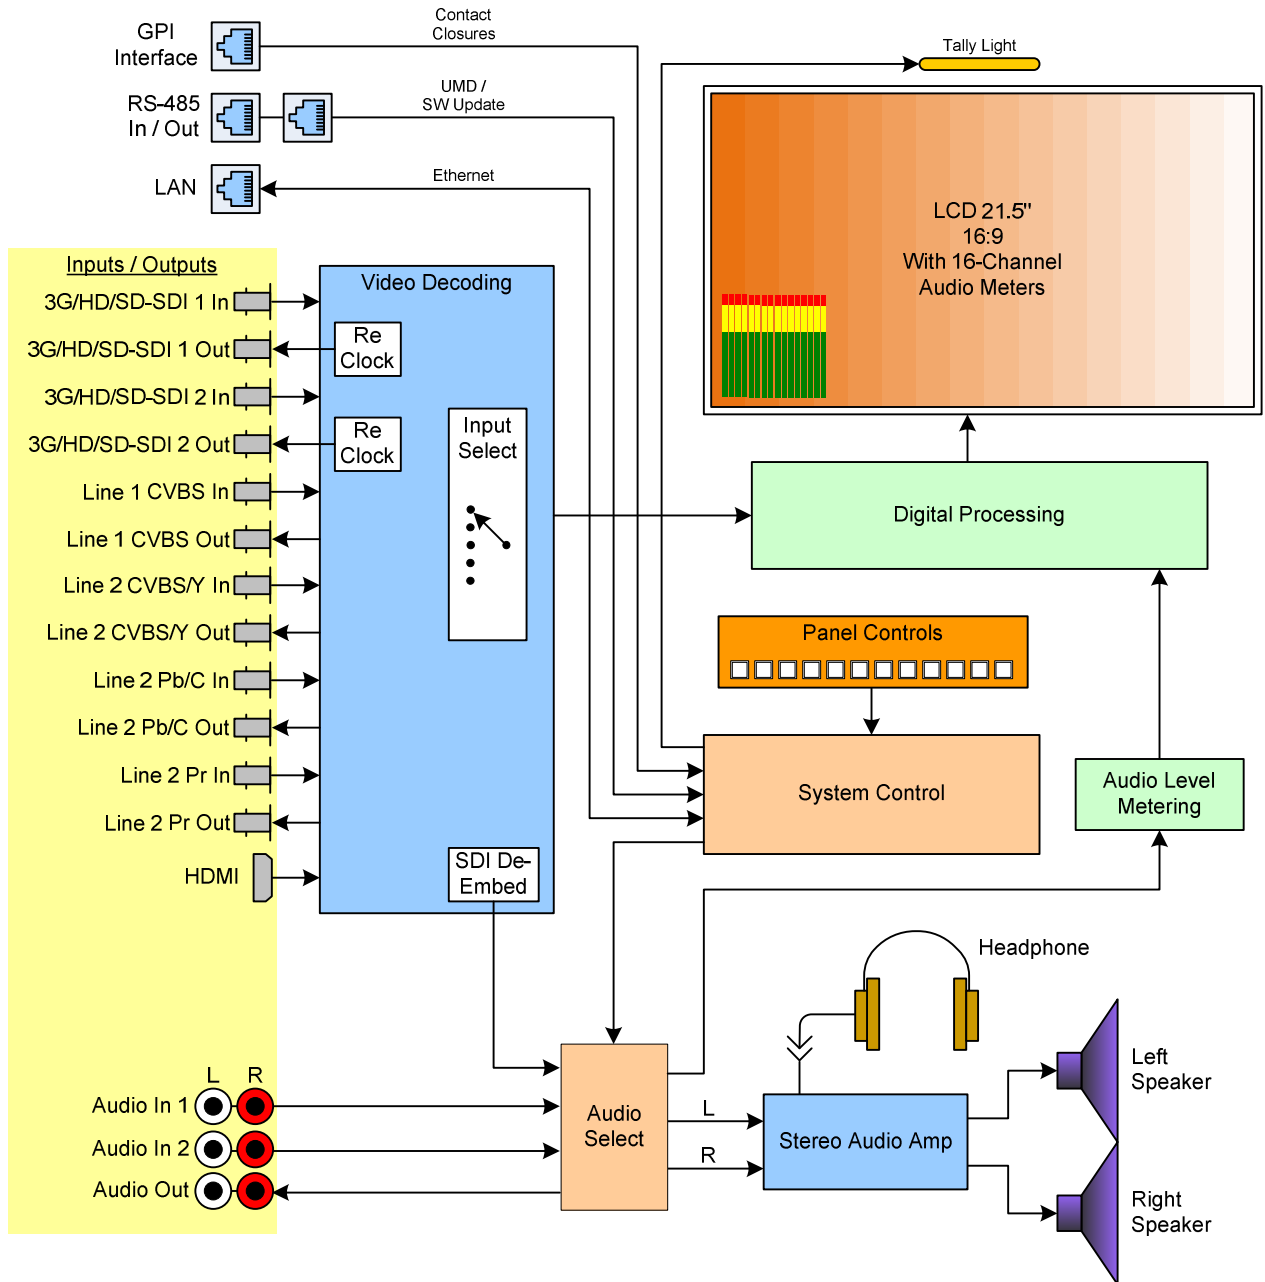 GPI
Interface
Contact
Closures
Tally Light
RS-485
In / Out
UMD /
SW Update
LAN
Ethernet
LCD 21.5"
16:9
With 16-Channel
Audio Meters
Inputs / Outputs
3G/HD/SD-SDI 1 In
3G/HD/SD-SDI 1 Out
3G/HD/SD-SDI 2 In
3G/HD/SD-SDI 2 Out
Line 1 CVBS In
Line 1 CVBS Out
Line 2 CVBS/Y In
Line 2 CVBS/Y Out
Line 2 Pb/C In
Line 2 Pb/C Out
Line 2 Pr In
Line 2 Pr Out
HDMI
Video Decoding
Re
Clock
Re
Clock
Input
Select
SDI De-
Embed
Digital Processing
Panel Controls
System Control
Audio Level
Metering
Headphone
L R
Audio In 1
Audio In 2
Audio Out
Audio
Select
L
R
Stereo Audio Amp
Left
Speaker
Right
Speaker